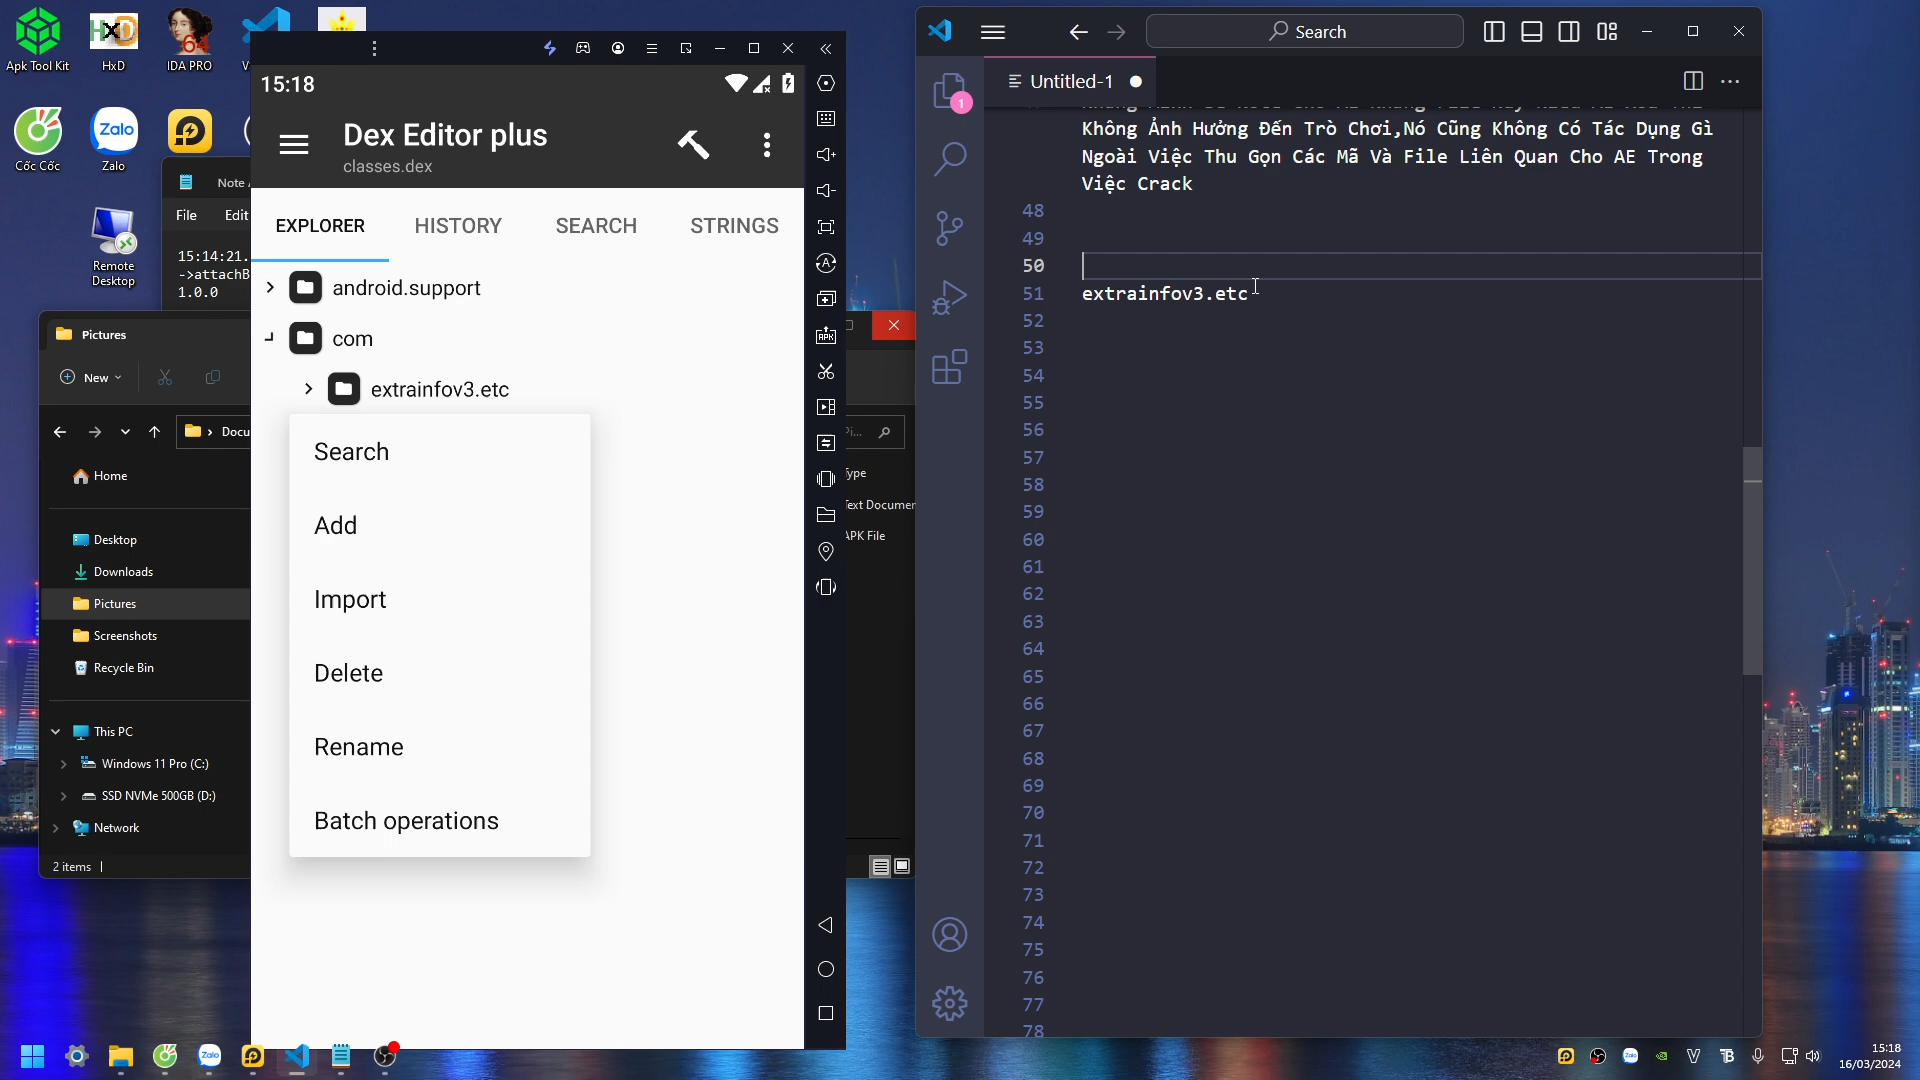 Apk Tool Kit
HxD
IDA PRO
Cốc Cốc
Zalo
Remote Desktop
Note
File
Edit
15:14:21.
->attachB
1.0.0
Pictures
New
Docu
Home
Desktop
Downloads
Pictures
Screenshots
Recycle Bin
This PC
Windows 11 Pro (C:)
SSD NVMe 500GB (D:)
Network
2 items
Type
Text Documen
APK File
15:18
Dex Editor plus
classes.dex
EXPLORER
HISTORY
SEARCH
STRINGS
android.support
com
extrainfov3.etc
Search
Add
Import
Delete
Rename
Batch operations
Search
1
Untitled-1
Không Ảnh Hưởng Đến Trò Chơi,Nó Cũng Không Có Tác Dụng Gì
Ngoài Việc Thu Gọn Các Mã Và File Liên Quan Cho AE Trong
Việc Crack
48
49
50
51 extrainfov3.etc
52
53
54
55
56
57
58
59
60
61
62
63
64
65
66
67
68
69
70
71
72
73
74
75
76
77
78
15:18
16/03/2024